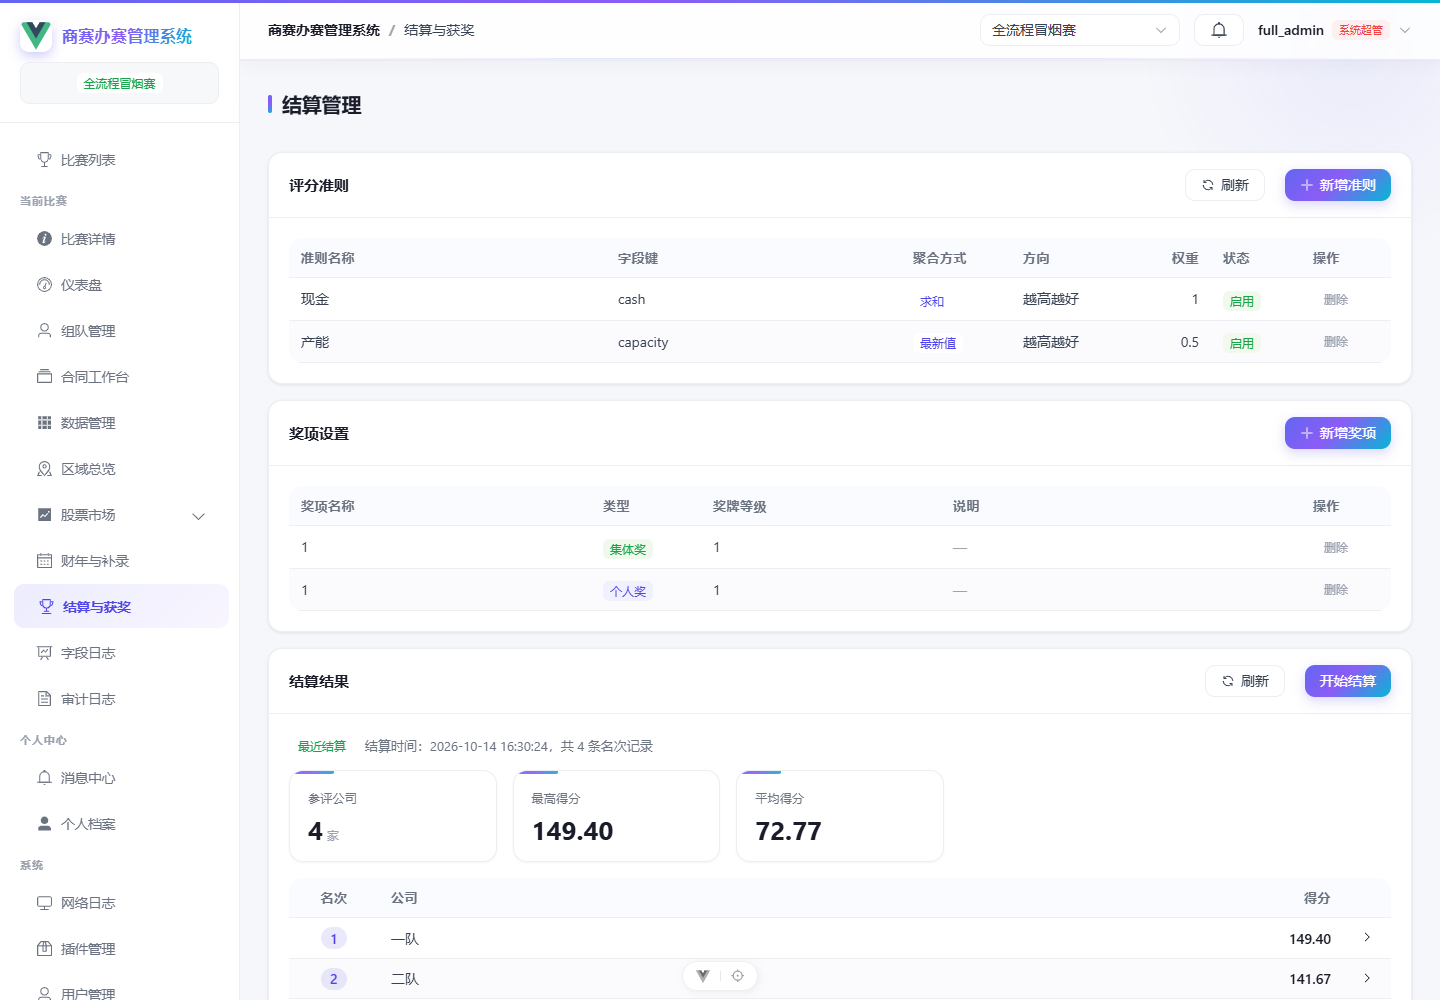 商赛办赛管理系统
全流程冒烟赛
比赛列表
当前比赛
比赛详情
仪表盘
组队管理
合同工作台
数据管理
区域总览
股票市场
财年与补录
结算与获奖
字段日志
审计日志
个人中心
消息中心
个人档案
系统
网络日志
插件管理
用户管理
商赛办赛管理系统 / 结算与获奖
全流程冒烟赛
full_admin 系统超管
结算管理
评分准则 刷新 新增准则
准则名称 字段键 聚合方式 方向 权重 状态 操作
现金 cash 求和 越高越好 1 启用 删除
产能 capacity 最新值 越高越好 0.5 启用 删除
奖项设置 新增奖项
奖项名称 类型 奖牌等级 说明 操作
1 集体奖 1 — 删除
1 个人奖 1 — 删除
结算结果 刷新 开始结算
最近结算 结算时间：2026-10-14 16:30:24，共 4 条名次记录
参评公司 最高得分 平均得分
4 家 149.40 72.77
名次 公司 得分
1 一队 149.40
2 二队 141.67